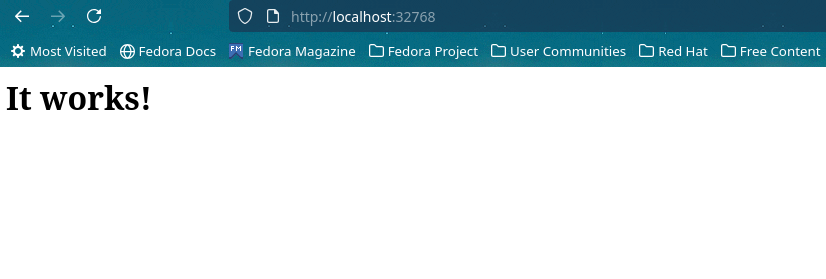 http://localhost:32768
Most Visited Fedora Docs FM Fedora Magazine Fedora Project User Communities Red Hat Free Content
It works!